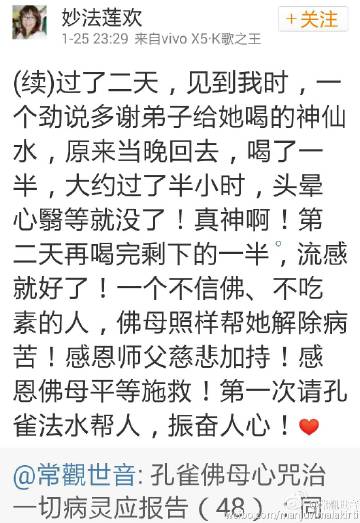 妙法莲欢
+关注
1-25 23:29 来自vivo X5·K歌之王
(续)过了二天，见到我时，一
个劲说多谢弟子给她喝的神仙
水，原来当晚回去，喝了一
半，大约过了半小时，头晕
心翳等就没了！真神啊！第
二天再喝完剩下的一半，流感
就好了！一个不信佛、不吃
素的人，佛母照样帮她解除病
苦！感恩师父慈悲加持！感
恩佛母平等施救！第一次请孔
雀法水帮人，振奋人心！❤
@常觀世音: 孔雀佛母心咒治
一切病灵应报告（48），同